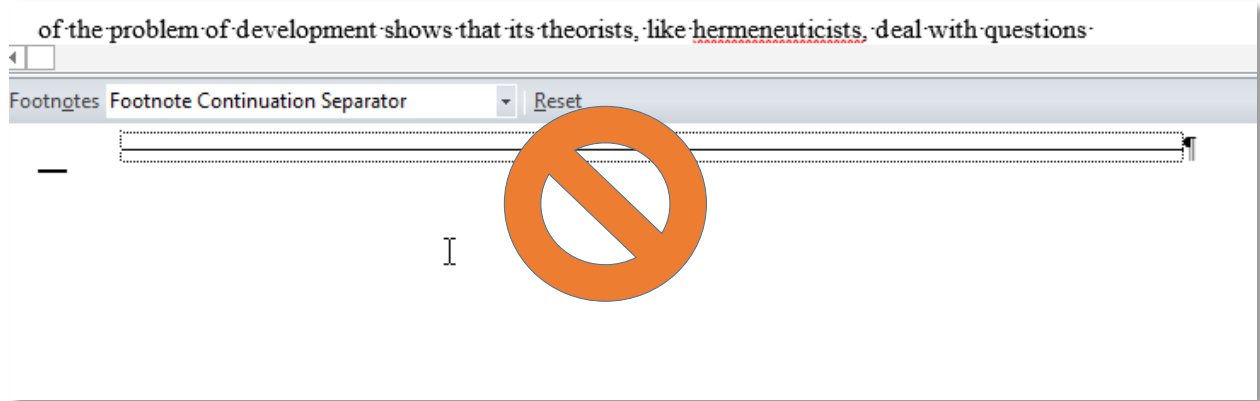 of the problem of development shows that its theorists, like hermeneuticists, deal with questions
Footnotes Footnote Continuation Separator Reset
¶